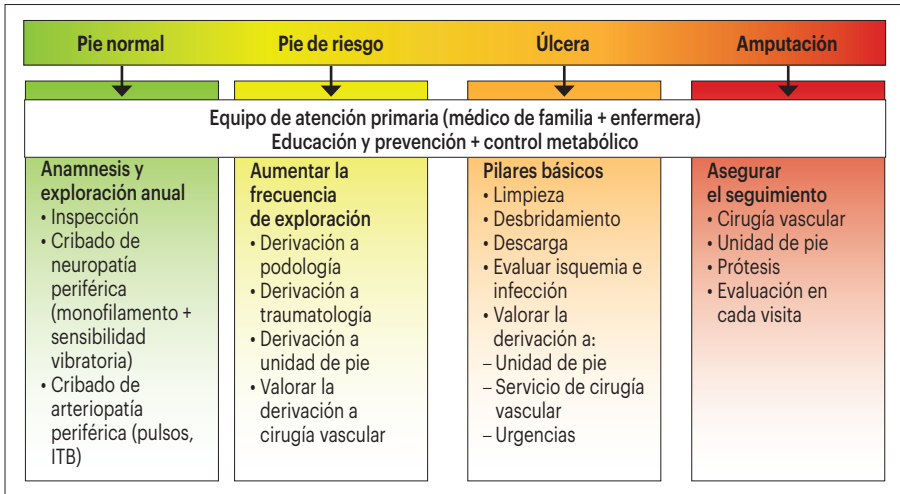 Pie normal
Pie de riesgo
Úlcera
Amputación
Equipo de atención primaria (médico de familia + enfermera)
Educación y prevención + control metabólico
Anamnesis y
exploración anual
• Inspección
• Cribado de
neuropatía
periférica
(monofilamento +
sensibilidad
vibratoria)
• Cribado de
arteriopatía
periférica (pulsos,
ITB)
Aumentar la
frecuencia
de exploración
• Derivación a
podología
• Derivación a
traumatología
• Derivación a
unidad de pie
• Valorar la
derivación a
cirugía vascular
Pilares básicos
• Limpieza
• Desbridamiento
• Descarga
• Evaluar isquemia e
infección
• Valorar la
derivación a:
– Unidad de pie
– Servicio de cirugía
vascular
– Urgencias
Asegurar
el seguimiento
• Cirugía vascular
• Unidad de pie
• Prótesis
• Evaluación en
cada visita